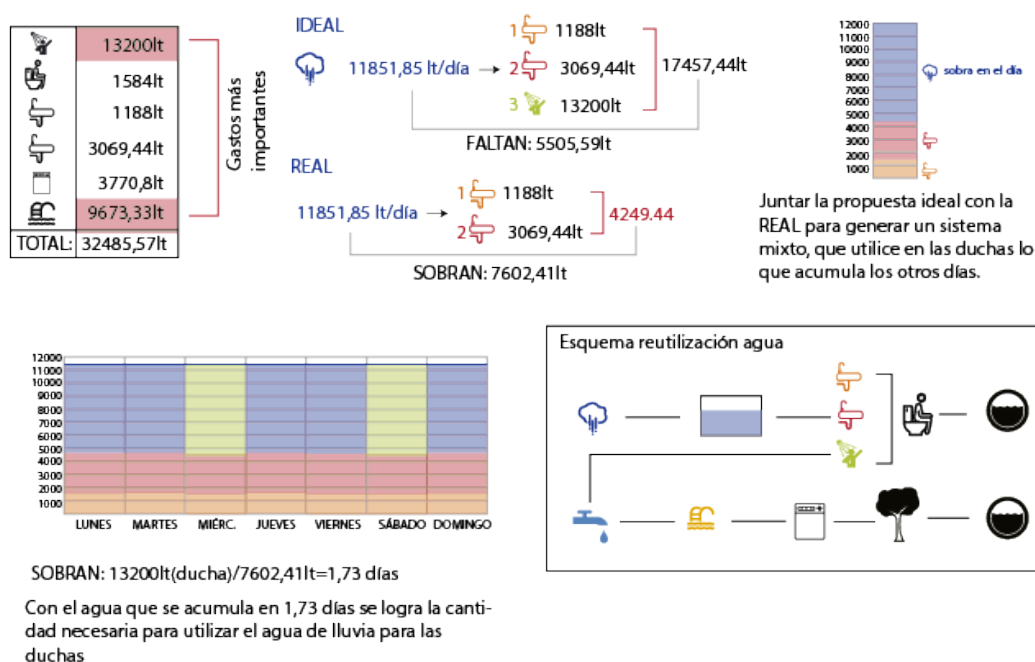 13200lt
1584lt
1188lt
3069,44lt
3770,8lt
9673,33lt
TOTAL: 32485,57lt
Gastos más
importantes
IDEAL
11851,85 lt/día
1 1188lt
2 3069,44lt
3 13200lt
17457,44lt
FALTAN: 5505,59lt
REAL
11851,85 lt/día
1 1188lt
2 3069,44lt
4249.44
SOBRAN: 7602,41lt
12000
11000
10000
9000
8000
7000
6000
5000
4000
3000
2000
1000
sobra en el día
Juntar la propuesta ideal con la
REAL para generar un sistema
mixto, que utilice en las duchas lo
que acumula los otros días.
12000
11000
10000
9000
8000
7000
6000
5000
4000
3000
2000
1000
LUNES MARTES MIÉRC. JUEVES VIERNES SÁBADO DOMINGO
SOBRAN: 13200lt(ducha)/7602,41lt=1,73 días
Con el agua que se acumula en 1,73 días se logra la canti-
dad necesaria para utilizar el agua de lluvia para las
duchas
Esquema reutilización agua